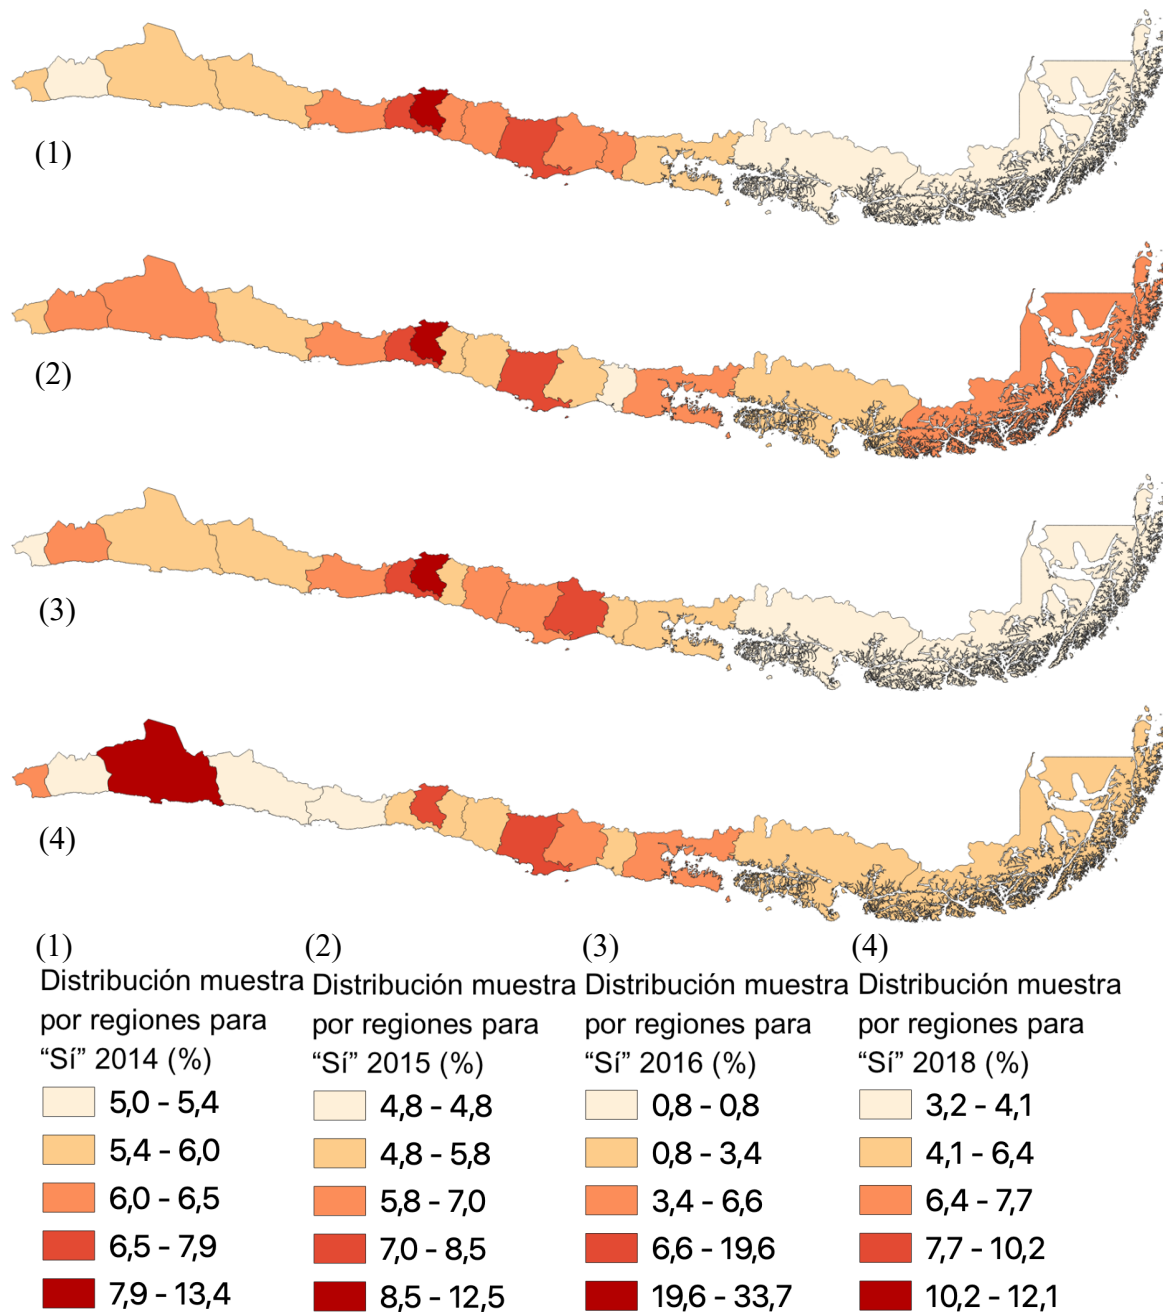 (1)
(2)
(3)
(4)
(1)
Distribución muestra
por regiones para
“Sí” 2014 (%)
5,0 - 5,4
5,4 - 6,0
6,0 - 6,5
6,5 - 7,9
7,9 - 13,4
(2)
Distribución muestra
por regiones para
“Sí” 2015 (%)
4,8 - 4,8
4,8 - 5,8
5,8 - 7,0
7,0 - 8,5
8,5 - 12,5
(3)
Distribución muestra
por regiones para
“Sí” 2016 (%)
0,8 - 0,8
0,8 - 3,4
3,4 - 6,6
6,6 - 19,6
19,6 - 33,7
(4)
Distribución muestra
por regiones para
“Sí” 2018 (%)
3,2 - 4,1
4,1 - 6,4
6,4 - 7,7
7,7 - 10,2
10,2 - 12,1